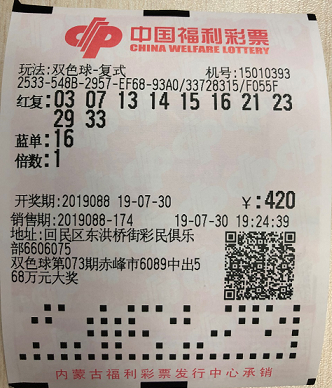 中国福利彩票
CHINA WELFARE LOTTERY
玩法:双色球-复式 机号:15010393
2533-548B-2957-EF68-93A0/33728315/F055F
红复:03 07 13 14 15 16 21 23
29 33
蓝单:16
倍数:1
开奖期:2019088 19-07-30 ¥:420
销售期:2019088-174 19-07-30 19:24:39
地址:回民区东洪桥街彩民俱乐
部6606075
双色球第073期赤峰市6089中出5
68万元大奖
内蒙古福利彩票发行中心承销